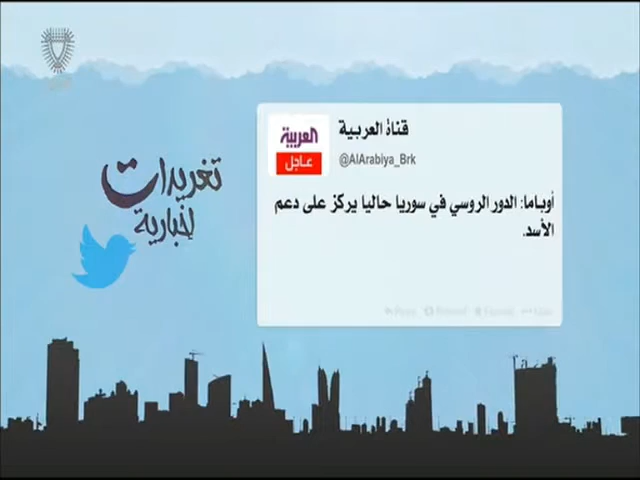 تغريدات
إخبارية
العربية
عاجل
قناة العربية
@AlArabiya_Brk
أوباما: الدور الروسي في سوريا حاليا يركز على دعم
الأسد.